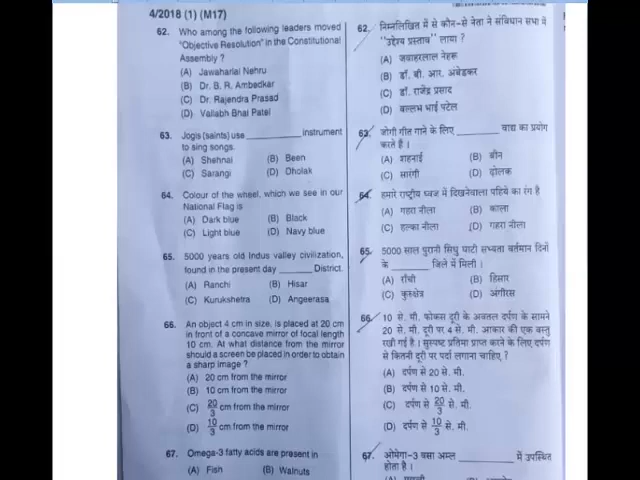 4/2018 (1) (M17)
62. Who among the following leaders moved
"Objective Resolution" in the Constitutional
Assembly ?
(A) Jawaharlal Nehru
(B) Dr. B. R. Ambedkar
(C) Dr. Rajendra Prasad
(D) Vallabh Bhai Patel
63. Jogis (saints) use __________ instrument
to sing songs.
(A) Shehnai (B) Been
(C) Sarangi (D) Dholak
64. Colour of the wheel, which we see in our
National Flag is
(A) Dark blue (B) Black
(C) Light blue (D) Navy blue
65. 5000 years old Indus valley civilization,
found in the present day ______ District.
(A) Ranchi (B) Hisar
(C) Kurukshetra (D) Angeerasa
66. An object 4 cm in size, is placed at 20 cm
in front of a concave mirror of focal length
10 cm. At what distance from the mirror
should a screen be placed in order to obtain
a sharp image ?
(A) 20 cm from the mirror
(B) 10 cm from the mirror
(C) 20/3 cm from the mirror
(D) 10/3 cm from the mirror
67. Omega-3 fatty acids are present in
(A) Fish (B) Walnuts
62. निम्नलिखित में से कौन-से नेता ने संविधान सभा में
"उद्देश्य प्रस्ताव" लाया ?
(A) जवाहरलाल नेहरू
(B) डॉ. बी. आर. अंबेडकर
(C) डॉ. राजेंद्र प्रसाद
(D) वल्लभ भाई पटेल
63. जोगी गीत गाने के लिए ______ वाद्य का प्रयोग
करते है ।
(A) शहनाई (B) बीन
(C) सारंगी (D) ढ़ोलक
64. हमारे राष्ट्रीय ध्वज में दिखनेवाला पहिये का रंग है
(A) गहरा नीला (B) काला
(C) हल्का नीला (D) गहरा नीला
65. 5000 साल पुरानी सिंधु घाटी सभ्यता वर्तमान दिनों
के ______ जिले में मिली ।
(A) राँची (B) हिसार
(C) कुरुक्षेत्र (D) अंगीरस
66. 10 से. मी. फोकस दूरी के अवतल दर्पण के सामने
20 से. मी. दूरी पर 4 से. मी. आकार की एक वस्तु
रखी गई है । सुस्पष्ट प्रतिमा प्राप्त करने के लिए दर्पण
से कितनी दूरी पर पर्दा लगाना चाहिए ?
(A) दर्पण से 20 से. मी.
(B) दर्पण से 10 से. मी.
(C) दर्पण से 20/3 से. मी.
(D) दर्पण से 10/3 से. मी.
67. ओमेगा-3 वसा अम्ल ________ में उपस्थित
होता है ।